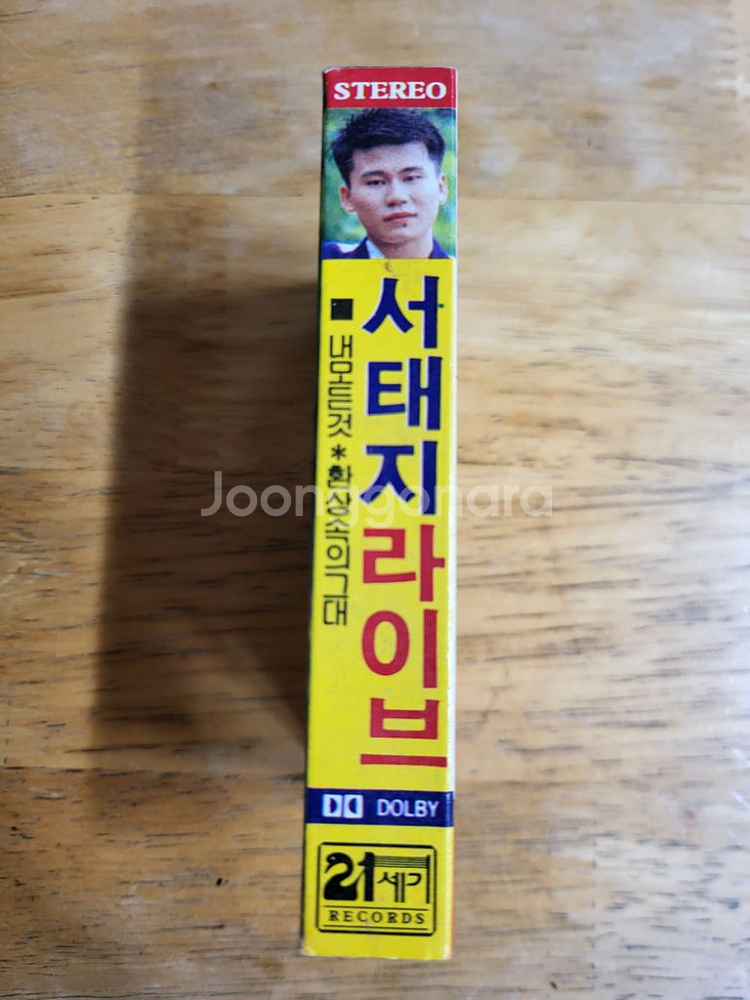 STEREO
서태지라이브
■ 내모든것 * 환상속의그대
Joonggonara
DOLBY
21세기
RECORDS